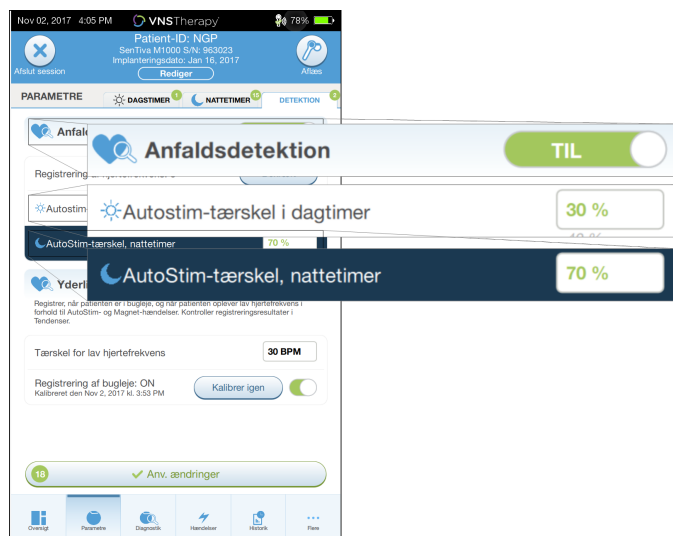 Nov 02, 2017 4:05 PM VNSTherapy 78%
Patient-ID: NGP
SenTiva M1000 S/N: 963023
Implanteringsdato: Jan 16, 2017
Afslut session Rediger Aflæs
PARAMETRE DAGSTIMER 1 NATTETIMER 15 DETEKTION 2
Anfaldsdetektion TIL
Registrering
Autostim-tærskel i dagtimer 30 %
AutoStim-tærskel, nattetimer 70 %
AutoStim-tærskel, nattetimer 70 %
Registrer, når patienten er i bugleje, og når patienten oplever lav hjertefrekvens i
forhold til AutoStim- og Magnet-hændelser. Kontroller registreringsresultater i
Tendenser.
Tærskel for lav hjertefrekvens 30 BPM
Registrering af bugleje: ON
Kalibreret den Nov 2, 2017 kl. 3:53 PM Kalibrer igen
18 Anv. ændringer
Oversigt Parametre Diagnostik Hændelser Historik Flere